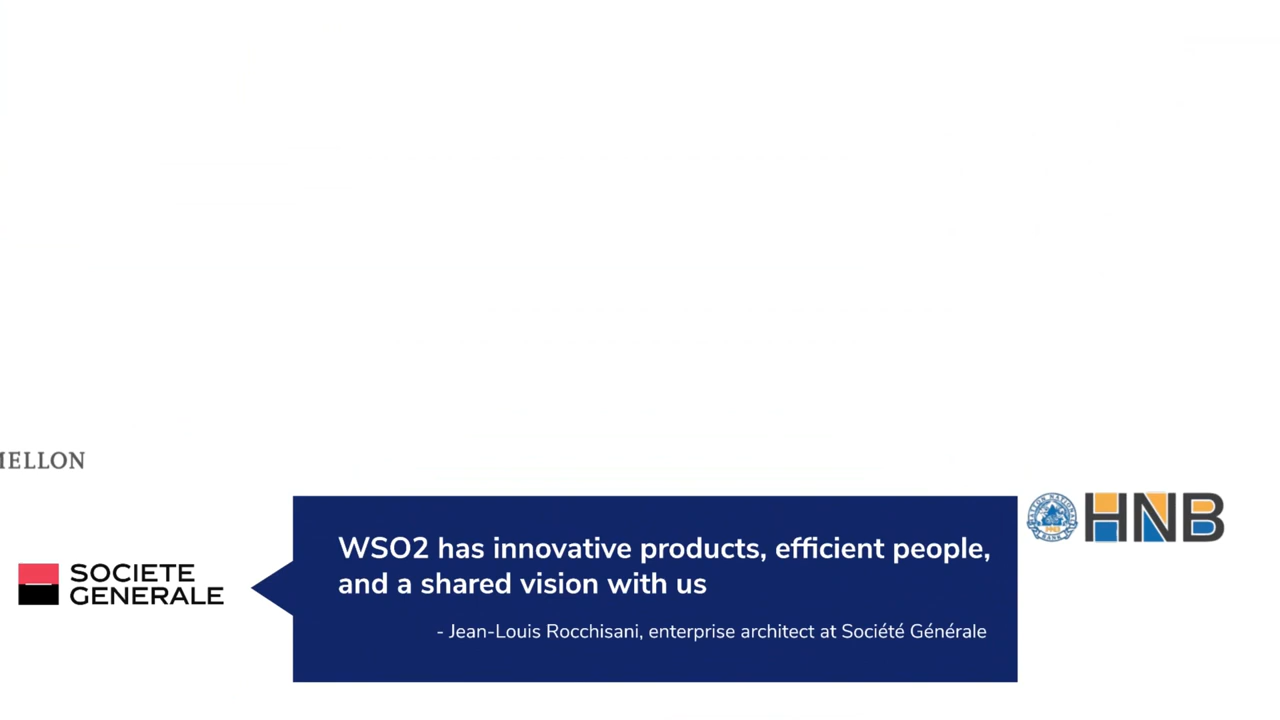 SOCIETE
GENERALE
WSO2 has innovative products, efficient people,
and a shared vision with us
- Jean-Louis Rocchisani, enterprise architect at Société Générale
HNB